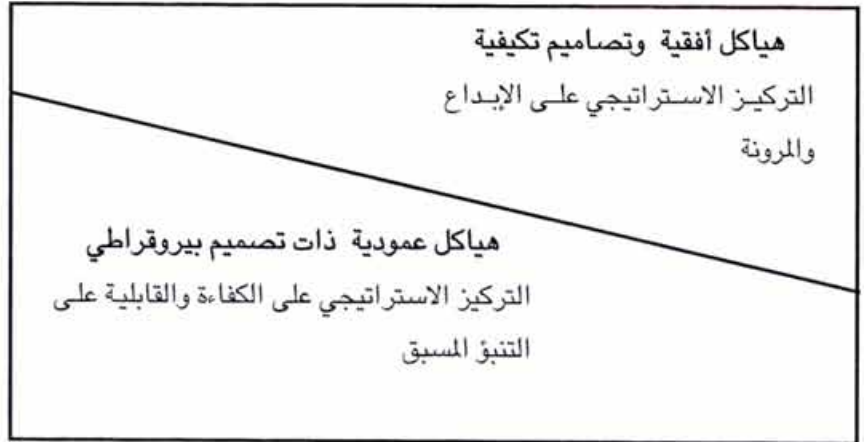 هياكل أفقية وتصاميم تكيفية
التركيز الاستراتيجي على الإبداع
والمرونة
هياكل عمودية ذات تصميم بيروقراطي
التركيز الاستراتيجي على الكفاءة والقابلية على
التنبؤ المسبق